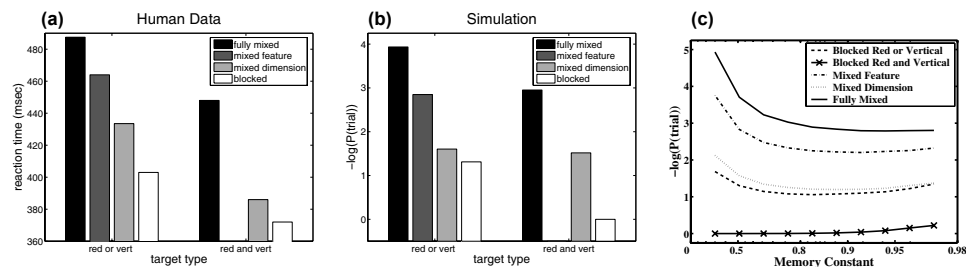 (a)
Human Data
480
460
440
420
400
380
360
reaction time (msec)
fully mixed
mixed feature
mixed dimension
blocked
red or vert
red and vert
target type
(b)
Simulation
4
3
2
1
0
−log(P(trial))
fully mixed
mixed feature
mixed dimension
blocked
red or vert
red and vert
target type
(c)
5
4
3
2
1
0
−log(P(trial))
Blocked Red or Vertical
Blocked Red and Vertical
Mixed Feature
Mixed Dimension
Fully Mixed
0.5
0.8
0.9
0.95
0.98
Memory Constant